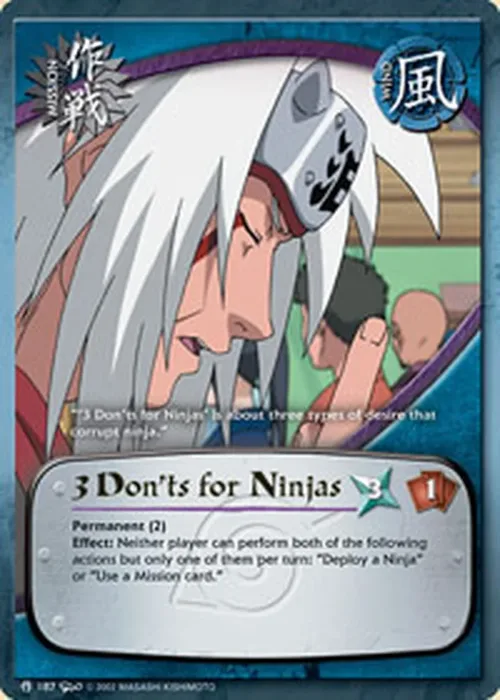 作戦
MISSION
風
WIND
油
"'3 Don'ts for Ninjas' is about three types of desire that
corrupt ninja."
3 Don'ts for Ninjas 3 1
Permanent (2)
Effect: Neither player can perform both of the following
actions but only one of them per turn: "Deploy a Ninja"
or "Use a Mission card."
187 © 2002 MASASHI KISHIMOTO